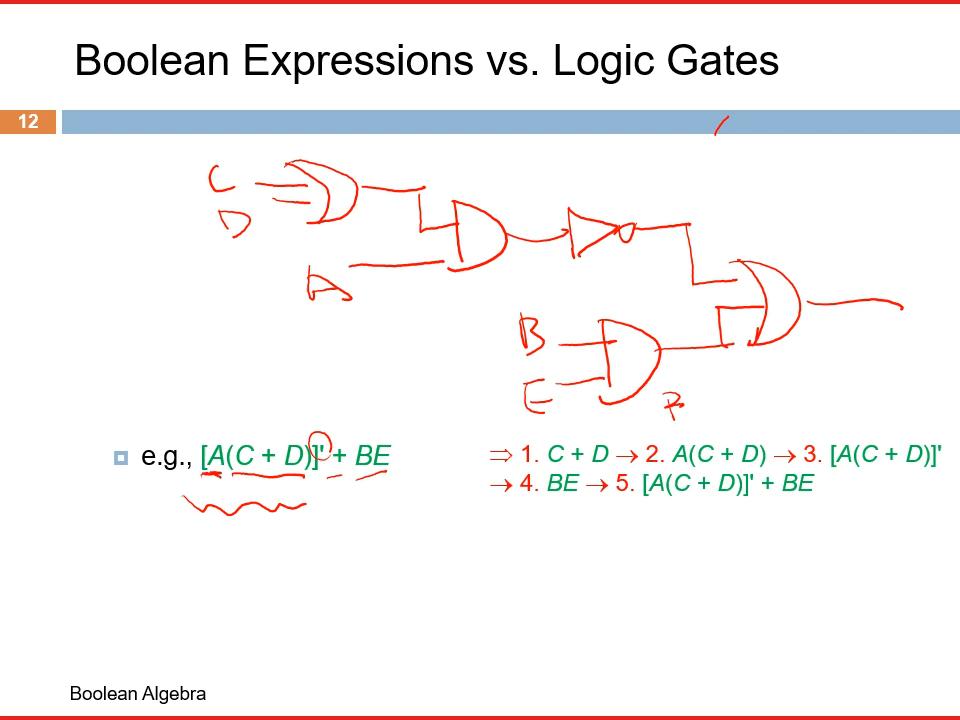 Boolean Expressions vs. Logic Gates
12
C
D
A
B
E
e.g., [A(C + D)]' + BE
⇒ 1. C + D → 2. A(C + D) → 3. [A(C + D)]'
→ 4. BE → 5. [A(C + D)]' + BE
Boolean Algebra